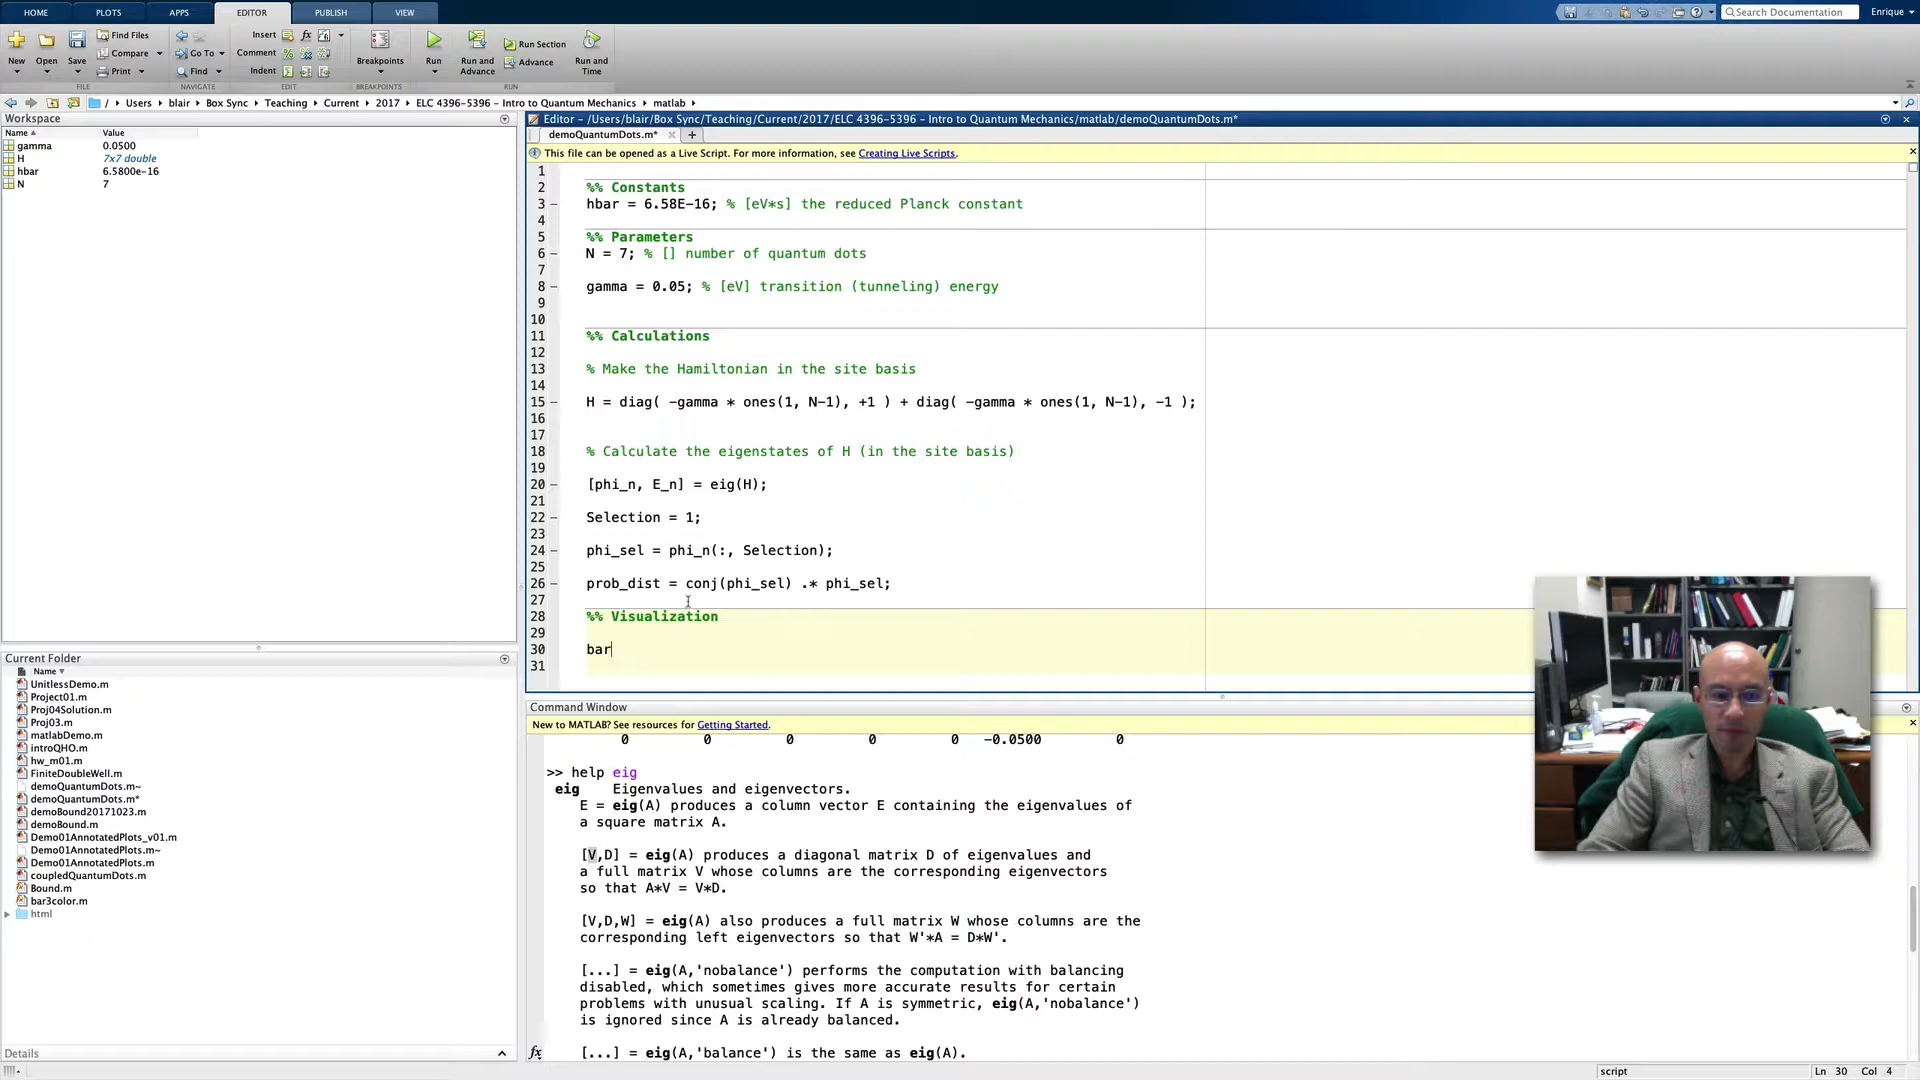 HOME PLOTS APPS EDITOR PUBLISH VIEW
Search Documentation Enrique
New Open Save Find Files Compare Print
Go To Find
Insert fx Comment Indent
Breakpoints Run Run and Advance Run Section Advance Run and Time
FILE NAVIGATE EDIT BREAKPOINTS RUN
/ Users blair Box Sync Teaching Current 2017 ELC 4396-5396 - Intro to Quantum Mechanics matlab
Workspace
Name Value
gamma 0.0500
H 7x7 double
hbar 6.5800e-16
N 7
Current Folder
Name
UnitlessDemo.m
Project01.m
Proj04Solution.m
Proj03.m
matlabDemo.m
introQHO.m
hw_m01.m
FiniteDoubleWell.m
demoQuantumDots.m~
demoQuantumDots.m*
demoBound20171023.m
demoBound.m
Demo01AnnotatedPlots_v01.m
Demo01AnnotatedPlots.m~
Demo01AnnotatedPlots.m
coupledQuantumDots.m
Bound.m
bar3color.m
html
Details
Editor - /Users/blair/Box Sync/Teaching/Current/2017/ELC 4396-5396 - Intro to Quantum Mechanics/matlab/demoQuantumDots.m*
demoQuantumDots.m* × +
This file can be opened as a Live Script. For more information, see Creating Live Scripts.
1
2 %% Constants
3 – hbar = 6.58E-16; % [eV*s] the reduced Planck constant
4
5 %% Parameters
6 – N = 7; % [] number of quantum dots
7
8 – gamma = 0.05; % [eV] transition (tunneling) energy
9
10
11 %% Calculations
12
13 % Make the Hamiltonian in the site basis
14
15 – H = diag( -gamma * ones(1, N-1), +1 ) + diag( -gamma * ones(1, N-1), -1 );
16
17
18 % Calculate the eigenstates of H (in the site basis)
19
20 – [phi_n, E_n] = eig(H);
21
22 – Selection = 1;
23
24 – phi_sel = phi_n(:, Selection);
25
26 – prob_dist = conj(phi_sel) .* phi_sel;
27
28 %% Visualization
29
30 bar
31
Command Window
New to MATLAB? See resources for Getting Started.
0 0 0 0 0 -0.0500 0
>> help eig
eig Eigenvalues and eigenvectors.
E = eig(A) produces a column vector E containing the eigenvalues of
a square matrix A.
[V,D] = eig(A) produces a diagonal matrix D of eigenvalues and
a full matrix V whose columns are the corresponding eigenvectors
so that A*V = V*D.
[V,D,W] = eig(A) also produces a full matrix W whose columns are the
corresponding left eigenvectors so that W'*A = D*W'.
[...] = eig(A,'nobalance') performs the computation with balancing
disabled, which sometimes gives more accurate results for certain
problems with unusual scaling. If A is symmetric, eig(A,'nobalance')
is ignored since A is already balanced.
fx [...] = eig(A,'balance') is the same as eig(A).
script Ln 30 Col 4